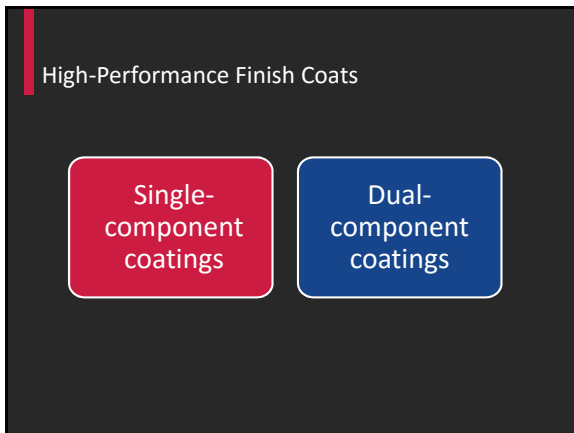 High-Performance Finish Coats
Single-
component
coatings
Dual-
component
coatings